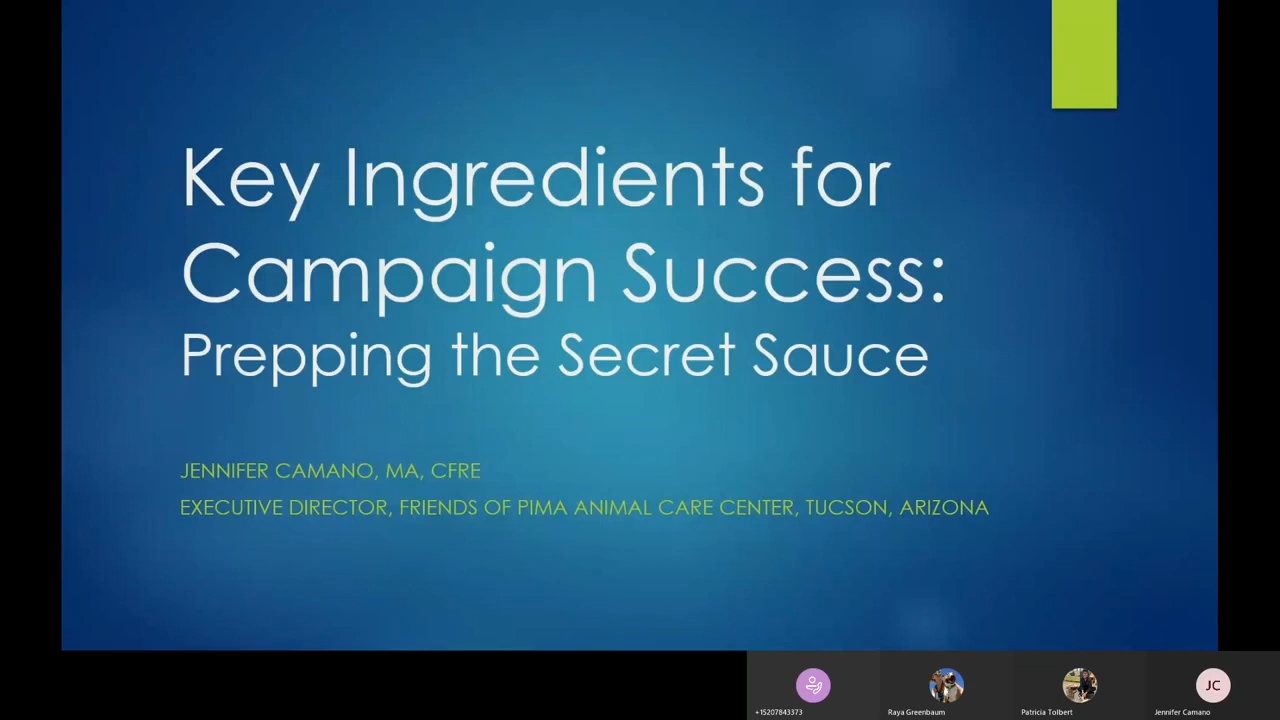 Key Ingredients for
Campaign Success:
Prepping the Secret Sauce
JENNIFER CAMANO, MA, CFRE
EXECUTIVE DIRECTOR, FRIENDS OF PIMA ANIMAL CARE CENTER, TUCSON, ARIZONA
JC
+15207843373
Raya Greenbaum
Patricia Tolbert
Jennifer Camano